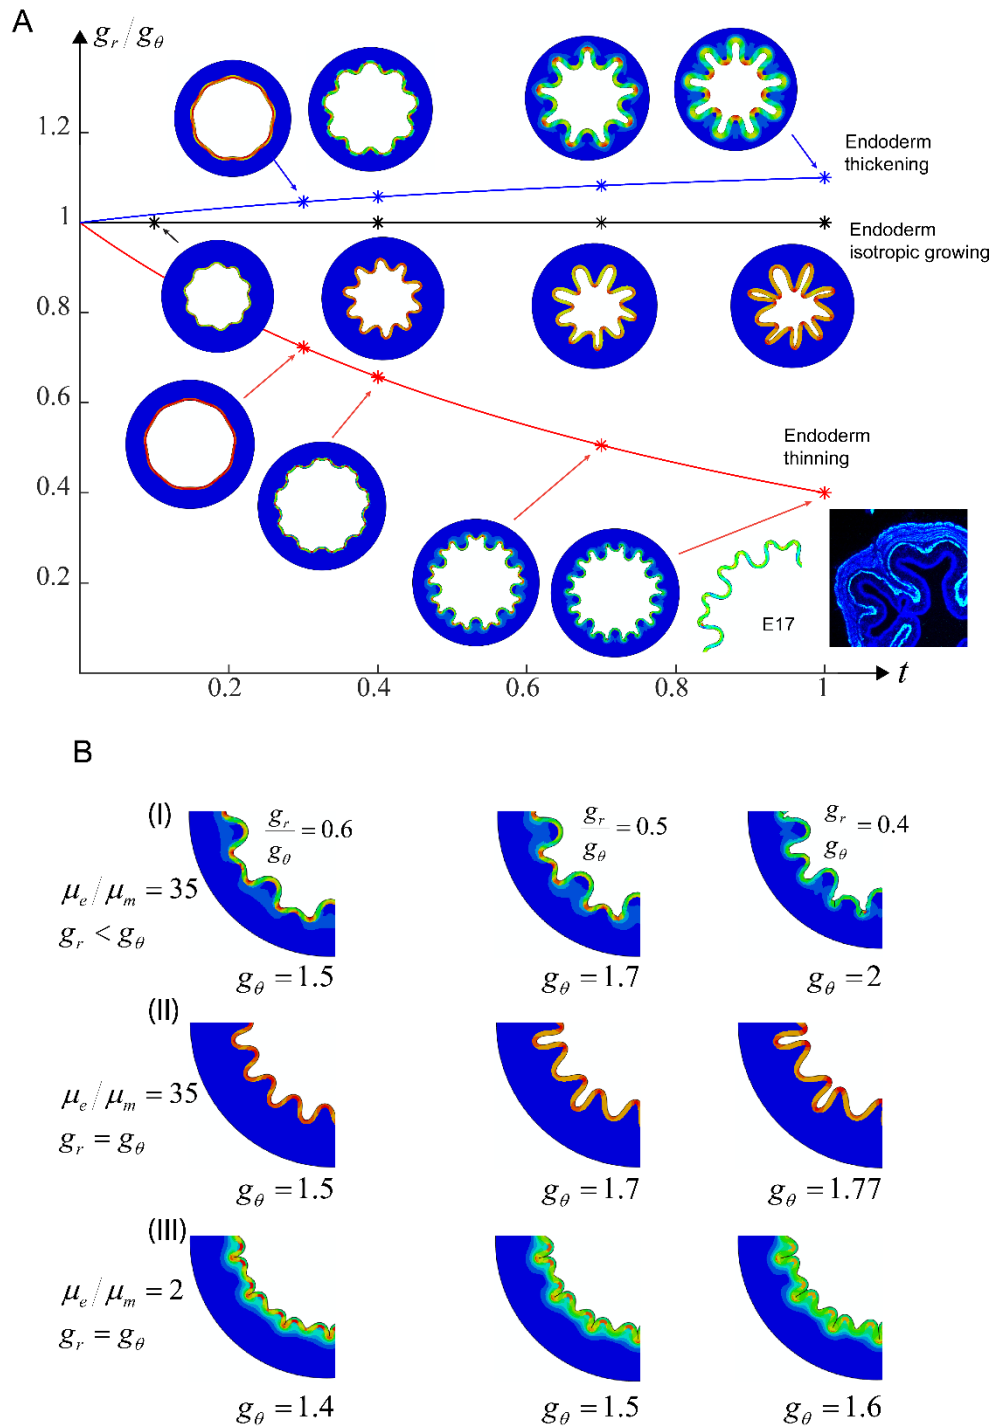 A
g_r/g_θ
1.2
1
0.8
0.6
0.4
0.2
Endoderm
thickening
Endoderm
isotropic growing
Endoderm
thinning
E17
0.2
0.4
0.6
0.8
1
t
B
(I)
μ_e/μ_m = 35
g_r < g_θ
g_r/g_θ = 0.6
g_r/g_θ = 0.5
g_r/g_θ = 0.4
g_θ = 1.5
g_θ = 1.7
g_θ = 2
(II)
μ_e/μ_m = 35
g_r = g_θ
g_θ = 1.5
g_θ = 1.7
g_θ = 1.77
(III)
μ_e/μ_m = 2
g_r = g_θ
g_θ = 1.4
g_θ = 1.5
g_θ = 1.6